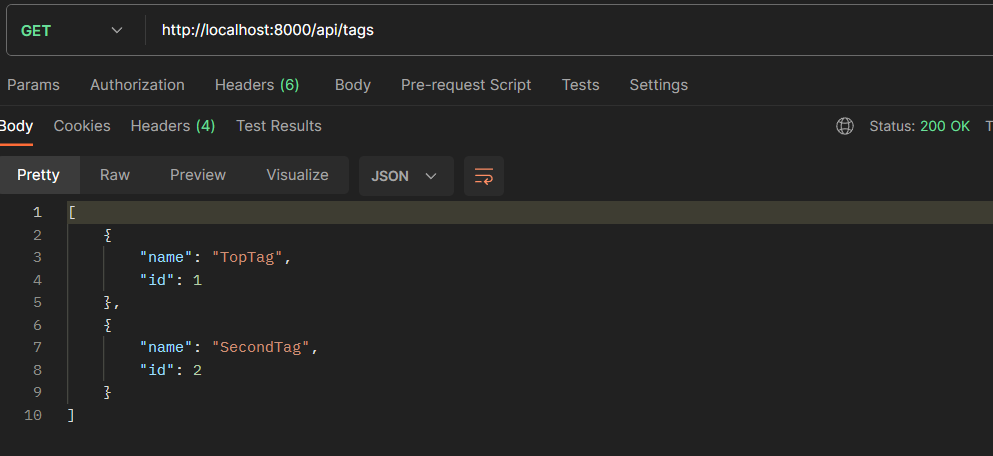 GET http://localhost:8000/api/tags
Params Authorization Headers (6) Body Pre-request Script Tests Settings
Body Cookies Headers (4) Test Results Status: 200 OK T
Pretty Raw Preview Visualize JSON
1 [
2 {
3 "name": "TopTag",
4 "id": 1
5 },
6 {
7 "name": "SecondTag",
8 "id": 2
9 }
10 ]